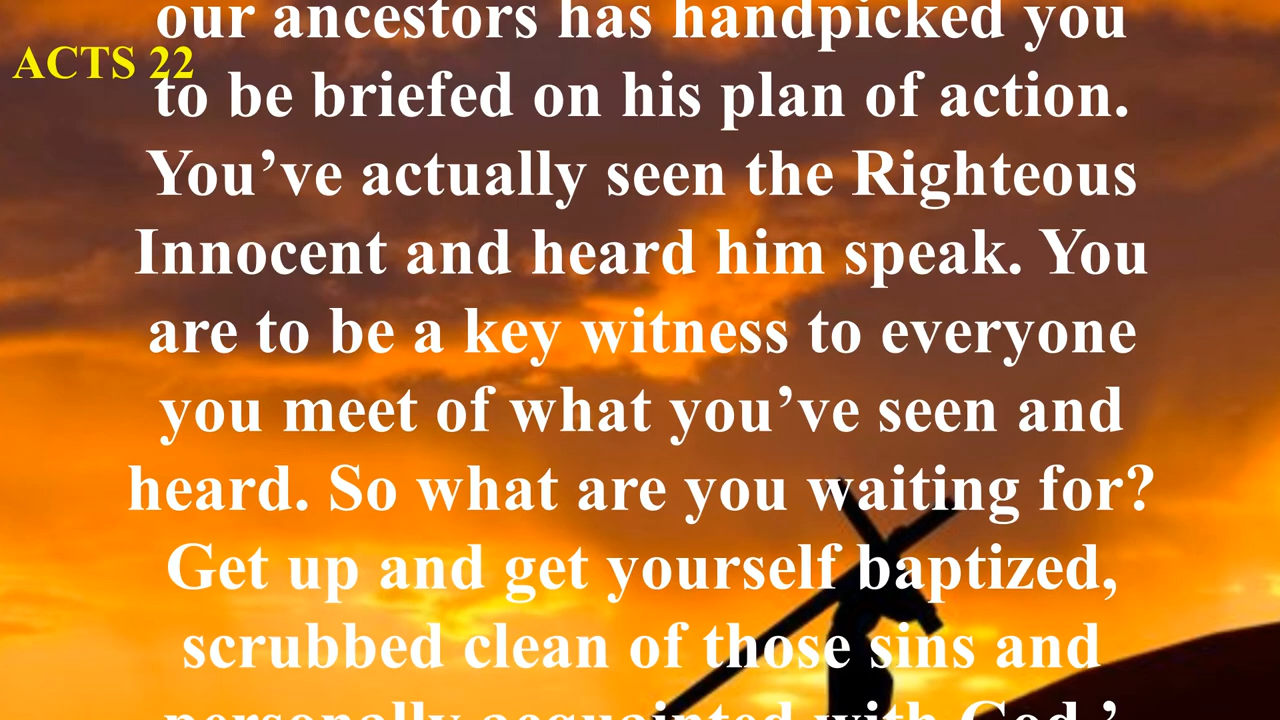 our ancestors has handpicked you
ACTS 22
to be briefed on his plan of action.
You’ve actually seen the Righteous
Innocent and heard him speak. You
are to be a key witness to everyone
you meet of what you’ve seen and
heard. So what are you waiting for?
Get up and get yourself baptized,
scrubbed clean of those sins and
personally acquainted with God.’